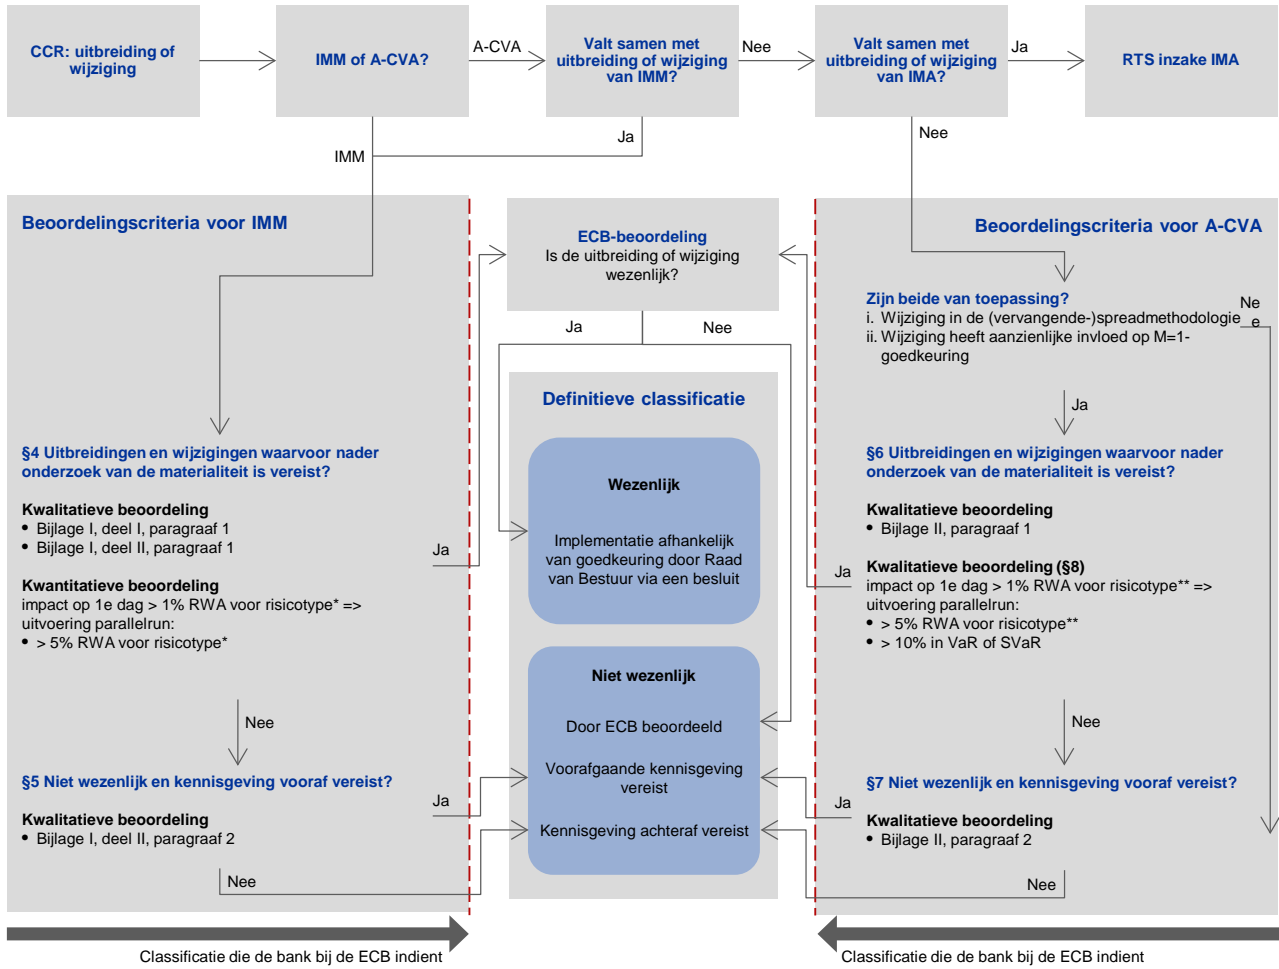 CCR: uitbreiding of
wijziging
IMM of A-CVA?
A-CVA
Valt samen met
uitbreiding of wijziging
van IMM?
Nee
Valt samen met
uitbreiding of wijziging
van IMA?
Ja
RTS inzake IMA
IMM
Ja
Nee
Beoordelingscriteria voor IMM
ECB-beoordeling
Is de uitbreiding of wijziging
wezenlijk?
Ja
Nee
Beoordelingscriteria voor A-CVA
Zijn beide van toepassing?
i. Wijziging in de (vervangende-)spreadmethodologie
ii. Wijziging heeft aanzienlijke invloed op M=1-
goedkeuring
Ne
e
Ja
§4 Uitbreidingen en wijzigingen waarvoor nader
onderzoek van de materialiteit is vereist?
Kwalitatieve beoordeling
• Bijlage I, deel I, paragraaf 1
• Bijlage I, deel II, paragraaf 1
Kwantitatieve beoordeling
impact op 1e dag > 1% RWA voor risicotype* =>
uitvoering parallelrun:
• > 5% RWA voor risicotype*
Ja
Nee
§5 Niet wezenlijk en kennisgeving vooraf vereist?
Kwalitatieve beoordeling
• Bijlage I, deel II, paragraaf 2
Ja
Nee
Definitieve classificatie
Wezenlijk
Implementatie afhankelijk
van goedkeuring door Raad
van Bestuur via een besluit
Niet wezenlijk
Door ECB beoordeeld
Voorafgaande kennisgeving
vereist
Kennisgeving achteraf vereist
§6 Uitbreidingen en wijzigingen waarvoor nader
onderzoek van de materialiteit is vereist?
Kwalitatieve beoordeling
• Bijlage II, paragraaf 1
Kwalitatieve beoordeling (§8)
impact op 1e dag > 1% RWA voor risicotype** =>
uitvoering parallelrun:
• > 5% RWA voor risicotype**
• > 10% in VaR of SVaR
Ja
Nee
§7 Niet wezenlijk en kennisgeving vooraf vereist?
Kwalitatieve beoordeling
• Bijlage II, paragraaf 2
Ja
Nee
Classificatie die de bank bij de ECB indient
Classificatie die de bank bij de ECB indient